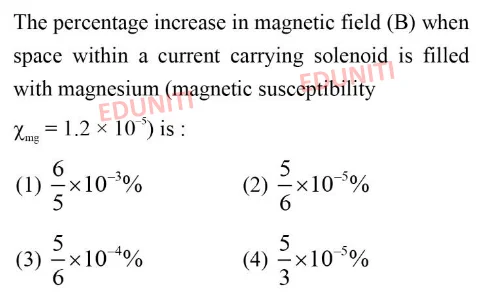 The percentage increase in magnetic field (B) when
space within a current carrying solenoid is filled
with magnesium (magnetic susceptibility
χ_mg = 1.2 × 10⁻⁵) is :
(1) 6/5 ×10⁻³% (2) 5/6 ×10⁻⁵%
(3) 5/6 ×10⁻⁴% (4) 5/3 ×10⁻⁵%
EDUNITI
EDUNITI